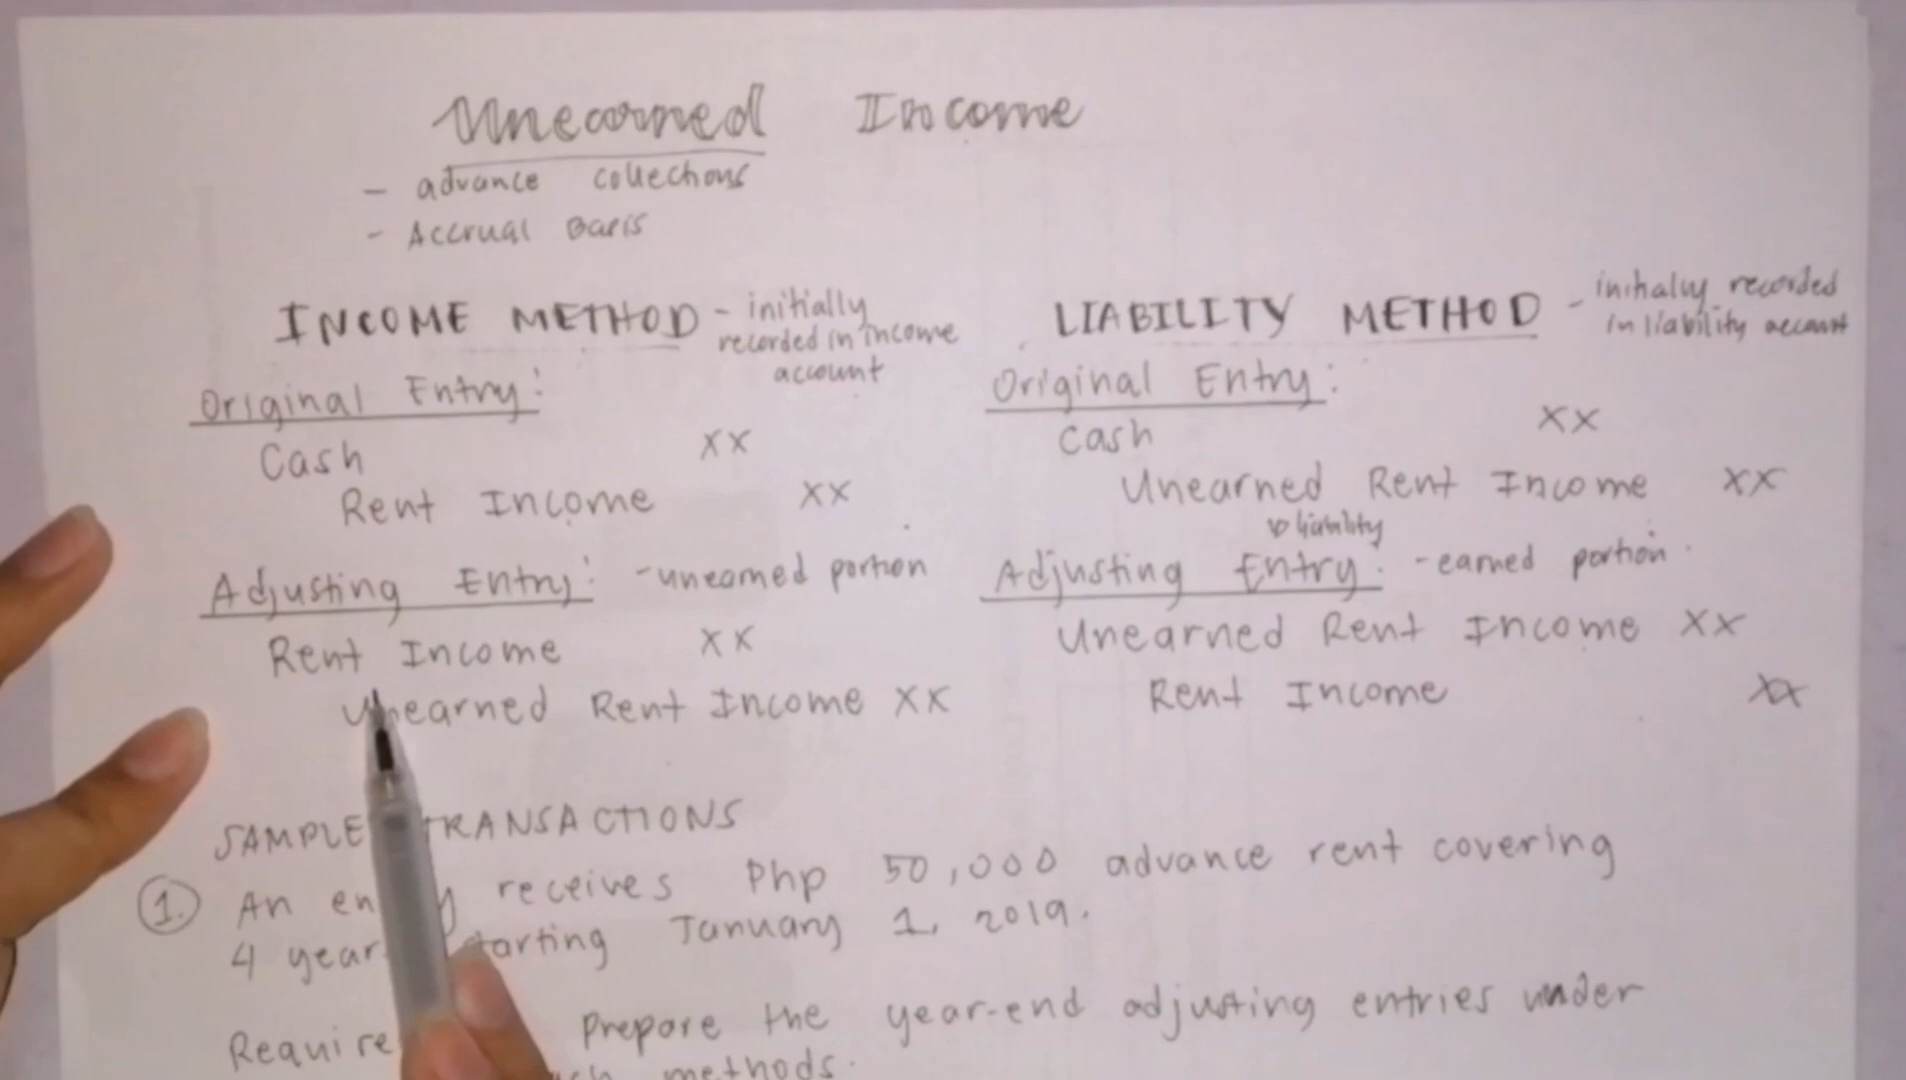 Unearned Income
- advance collections
- Accrual Basis
INCOME METHOD - initially
recorded in income
account
Original Entry:
Cash XX
Rent Income XX
Adjusting Entry: - unearned portion
Rent Income XX
Unearned Rent Income XX
LIABILITY METHOD - initially recorded
in liability account
Original Entry:
Cash XX
Unearned Rent Income XX
liability
Adjusting Entry: - earned portion
Unearned Rent Income XX
Rent Income XX
SAMPLE TRANSACTIONS
1. An receives Php 50,000 advance rent covering
4 year starting January 1, 2019.
Require Prepare the year-end adjusting entries under
methods.